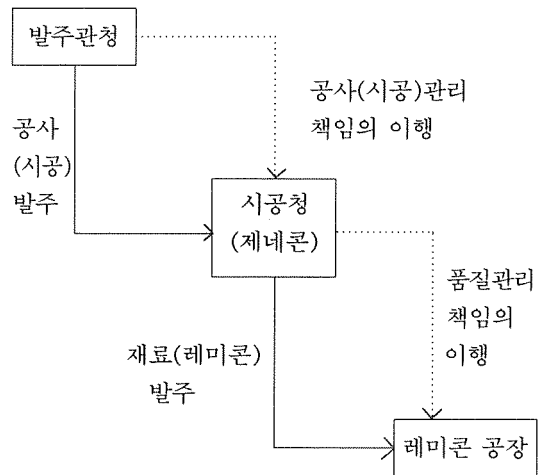 발주관청
공사(시공)관리
책임의 이행
공사
(시공)
발주
시공청
(제네콘)
품질관리
책임의
이행
재료(레미콘)
발주
레미콘 공장